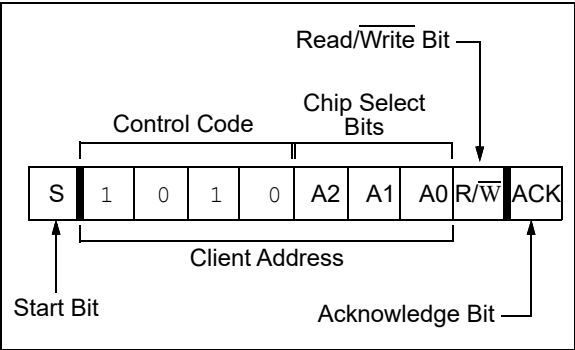 Read/Write Bit
Chip Select
Bits
Control Code
S 1 0 1 0 A2 A1 A0 R/W ACK
Client Address
Start Bit
Acknowledge Bit